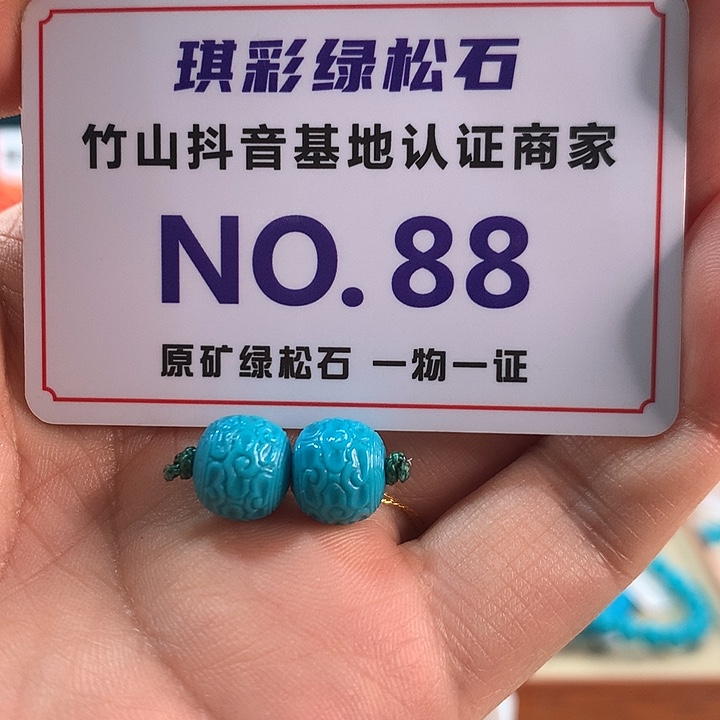 琪彩绿松石
竹山抖音基地认证商家
NO.88
原矿绿松石 一物一证